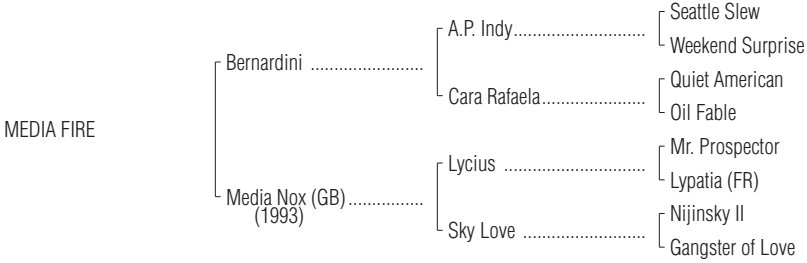 Seattle Slew
A.P. Indy..........................
Weekend Surprise
Bernardini .......................
Quiet American
Cara Rafaela.....................
Oil Fable
MEDIA FIRE
Mr. Prospector
Lycius .............................
Lypatia (FR)
Media Nox (GB)...............
(1993)
Nijinsky II
Sky Love .........................
Gangster of Love